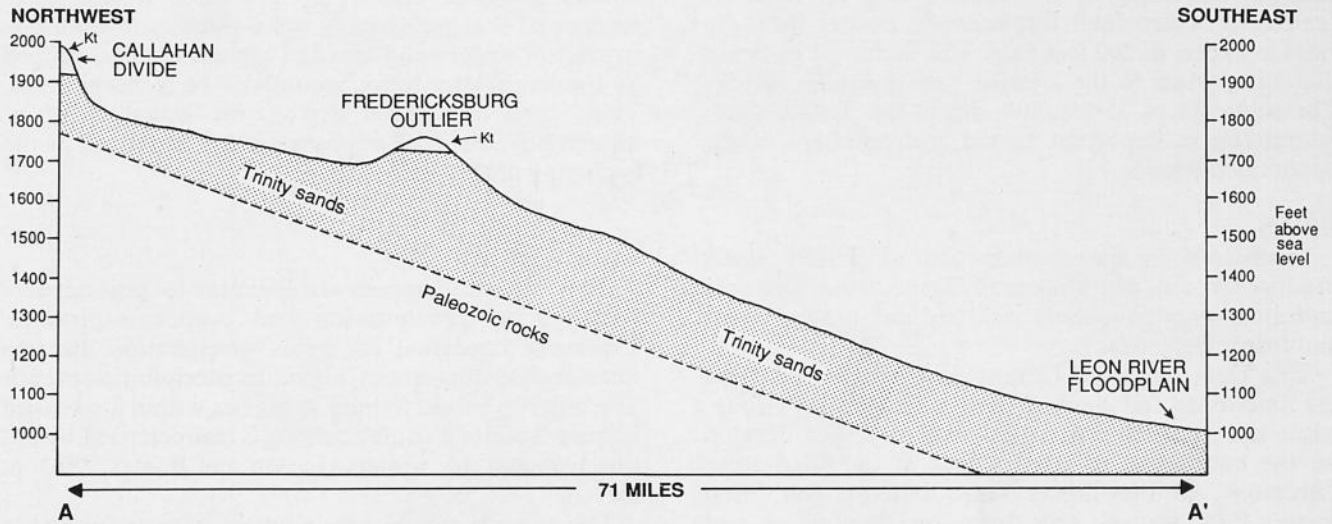 NORTHWEST
SOUTHEAST
2000
1900
1800
1700
1600
1500
1400
1300
1200
1100
1000
Kt
CALLAHAN
DIVIDE
FREDERICKSBURG
OUTLIER
Kt
Trinity sands
Paleozoic rocks
Trinity sands
LEON RIVER
FLOODPLAIN
2000
1900
1800
1700
1600
1500
1400
1300
1200
1100
1000
Feet
above
sea
level
71 MILES
A
A'